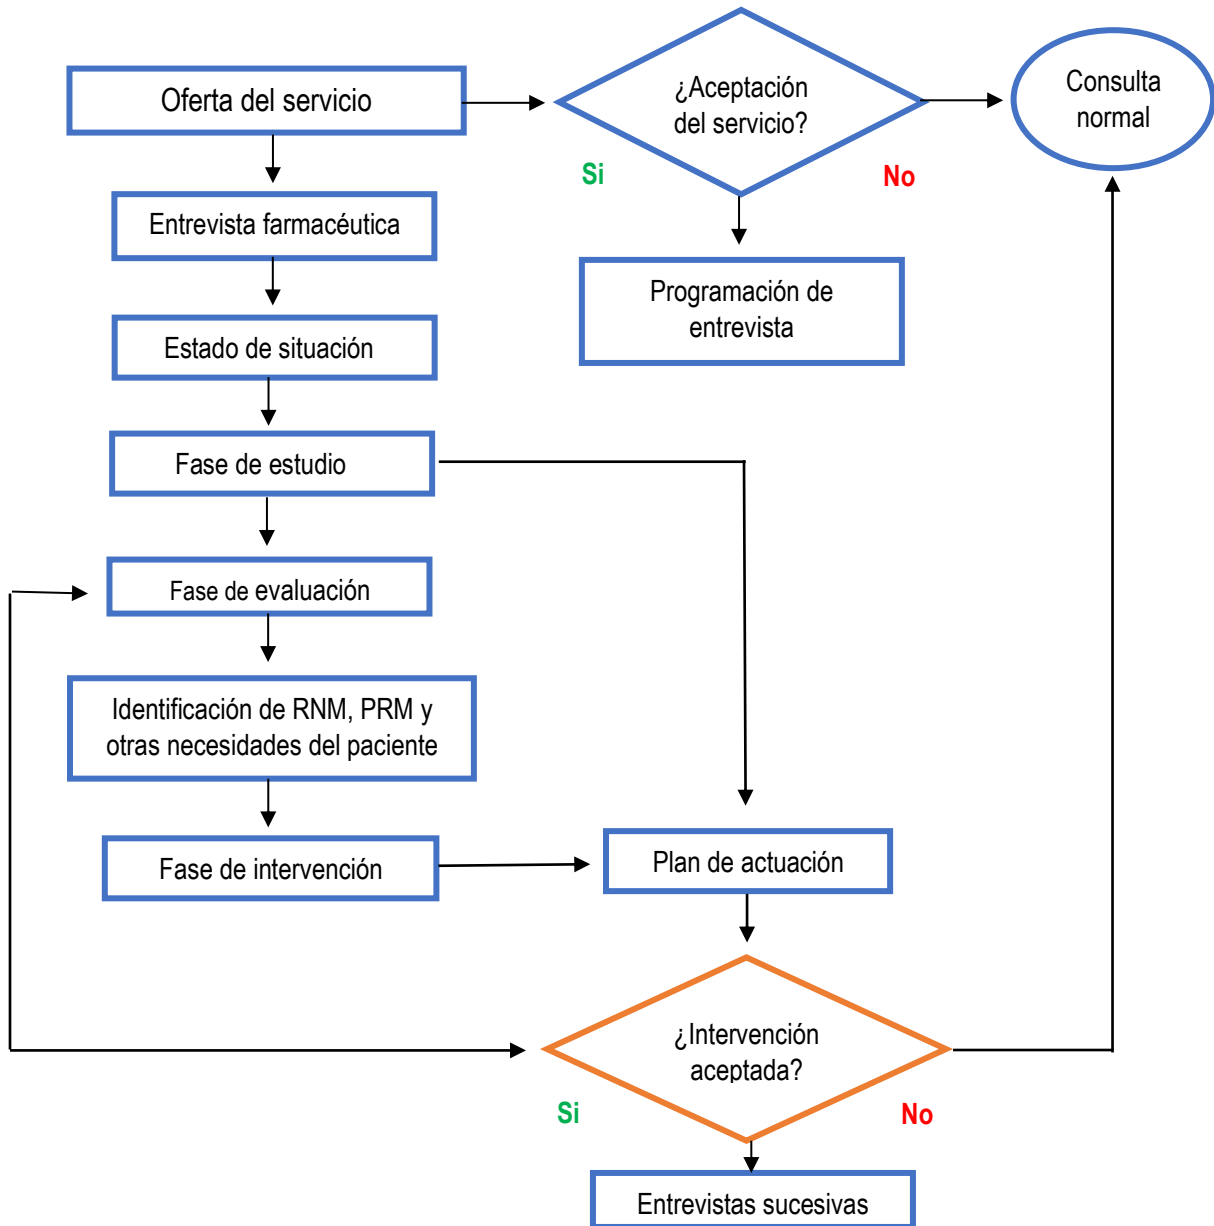 Oferta del servicio
¿Aceptación
del servicio?
Consulta
normal
Si
No
Entrevista farmacéutica
Programación de
entrevista
Estado de situación
Fase de estudio
Fase de evaluación
Identificación de RNM, PRM y
otras necesidades del paciente
Fase de intervención
Plan de actuación
¿Intervención
aceptada?
Si
No
Entrevistas sucesivas